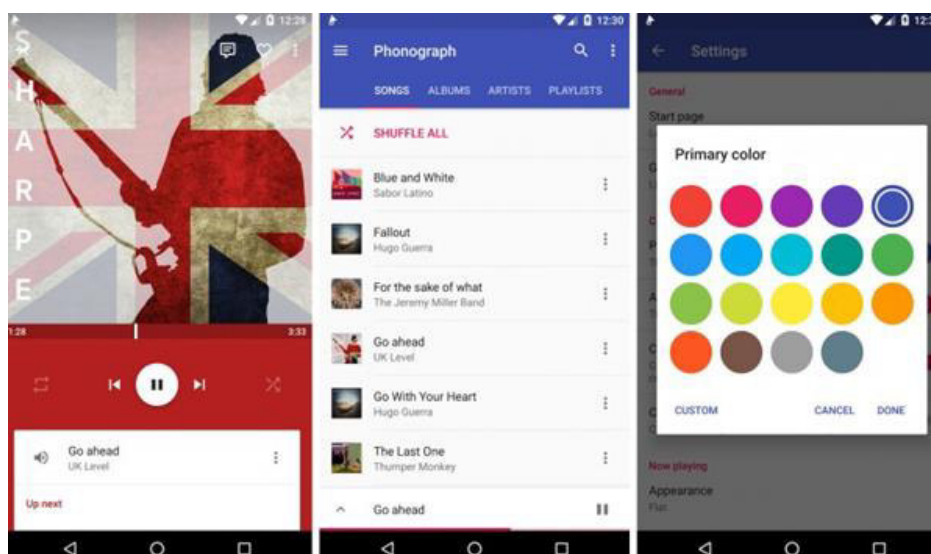 12:28
S
H
A
R
P
E
1:28
3:33
Go ahead
UK Level
Up next
12:30
Phonograph
SONGS ALBUMS ARTISTS PLAYLISTS
SHUFFLE ALL
Blue and White
Sabor Latino
Fallout
Hugo Guerra
For the sake of what
The Jeremy Miller Band
Go ahead
UK Level
Go With Your Heart
Hugo Guerra
The Last One
Thumper Monkey
Go ahead
Settings
General
Start page
Primary color
CUSTOM CANCEL DONE
Now playing
Appearance
Flat